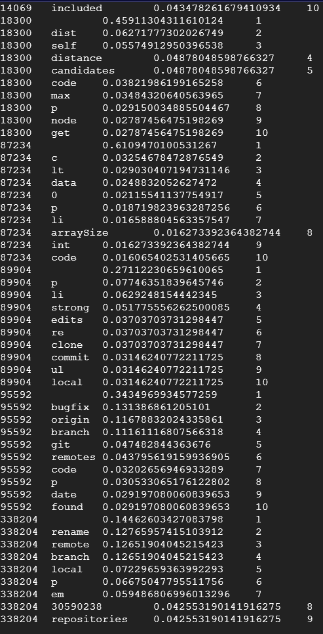 14069 included 0.043478261679410934 10
18300 0.45911304311610124 1
18300 dist 0.06271777302026749 2
18300 self 0.05574912950396538 3
18300 distance 0.04878048598766327 4
18300 candidates 0.04878048598766327 5
18300 code 0.03821986199165258 6
18300 max 0.03484320640563965 7
18300 p 0.029150034885504467 8
18300 node 0.02787456475198269 9
18300 get 0.02787456475198269 10
87234 0.6109470100531267 1
87234 c 0.03254678472876549 2
87234 lt 0.029030407194731146 3
87234 data 0.0248832052627472 4
87234 0 0.02115541137754917 5
87234 p 0.018719823963287256 6
87234 li 0.016588804563357547 7
87234 arraySize 0.016273392364382744 8
87234 int 0.016273392364382744 9
87234 code 0.016065402531405665 10
89904 0.27112230659610065 1
89904 p 0.07746351839645746 2
89904 li 0.0629248154442345 3
89904 strong 0.051775556262500085 4
89904 edits 0.03703703731298447 5
89904 re 0.03703703731298447 6
89904 clone 0.03703703731298447 7
89904 commit 0.03146240772211725 8
89904 ul 0.03146240772211725 9
89904 local 0.03146240772211725 10
95592 0.3434969934577259 1
95592 bugfix 0.131386861205101 2
95592 origin 0.11678832024335861 3
95592 branch 0.11161116807566318 4
95592 git 0.047482844363676 5
95592 remotes 0.043795619159936905 6
95592 code 0.03202656946933289 7
95592 p 0.030533065176122802 8
95592 date 0.029197080060839653 9
95592 found 0.029197080060839653 10
338204 0.14462603427083798 1
338204 rename 0.12765957415103912 2
338204 remote 0.12651904045215423 3
338204 branch 0.12651904045215423 4
338204 local 0.07229659363992293 5
338204 p 0.06675047795511756 6
338204 em 0.059486806996013296 7
338204 30590238 0.042553190141916275 8
338204 repositories 0.042553190141916275 9